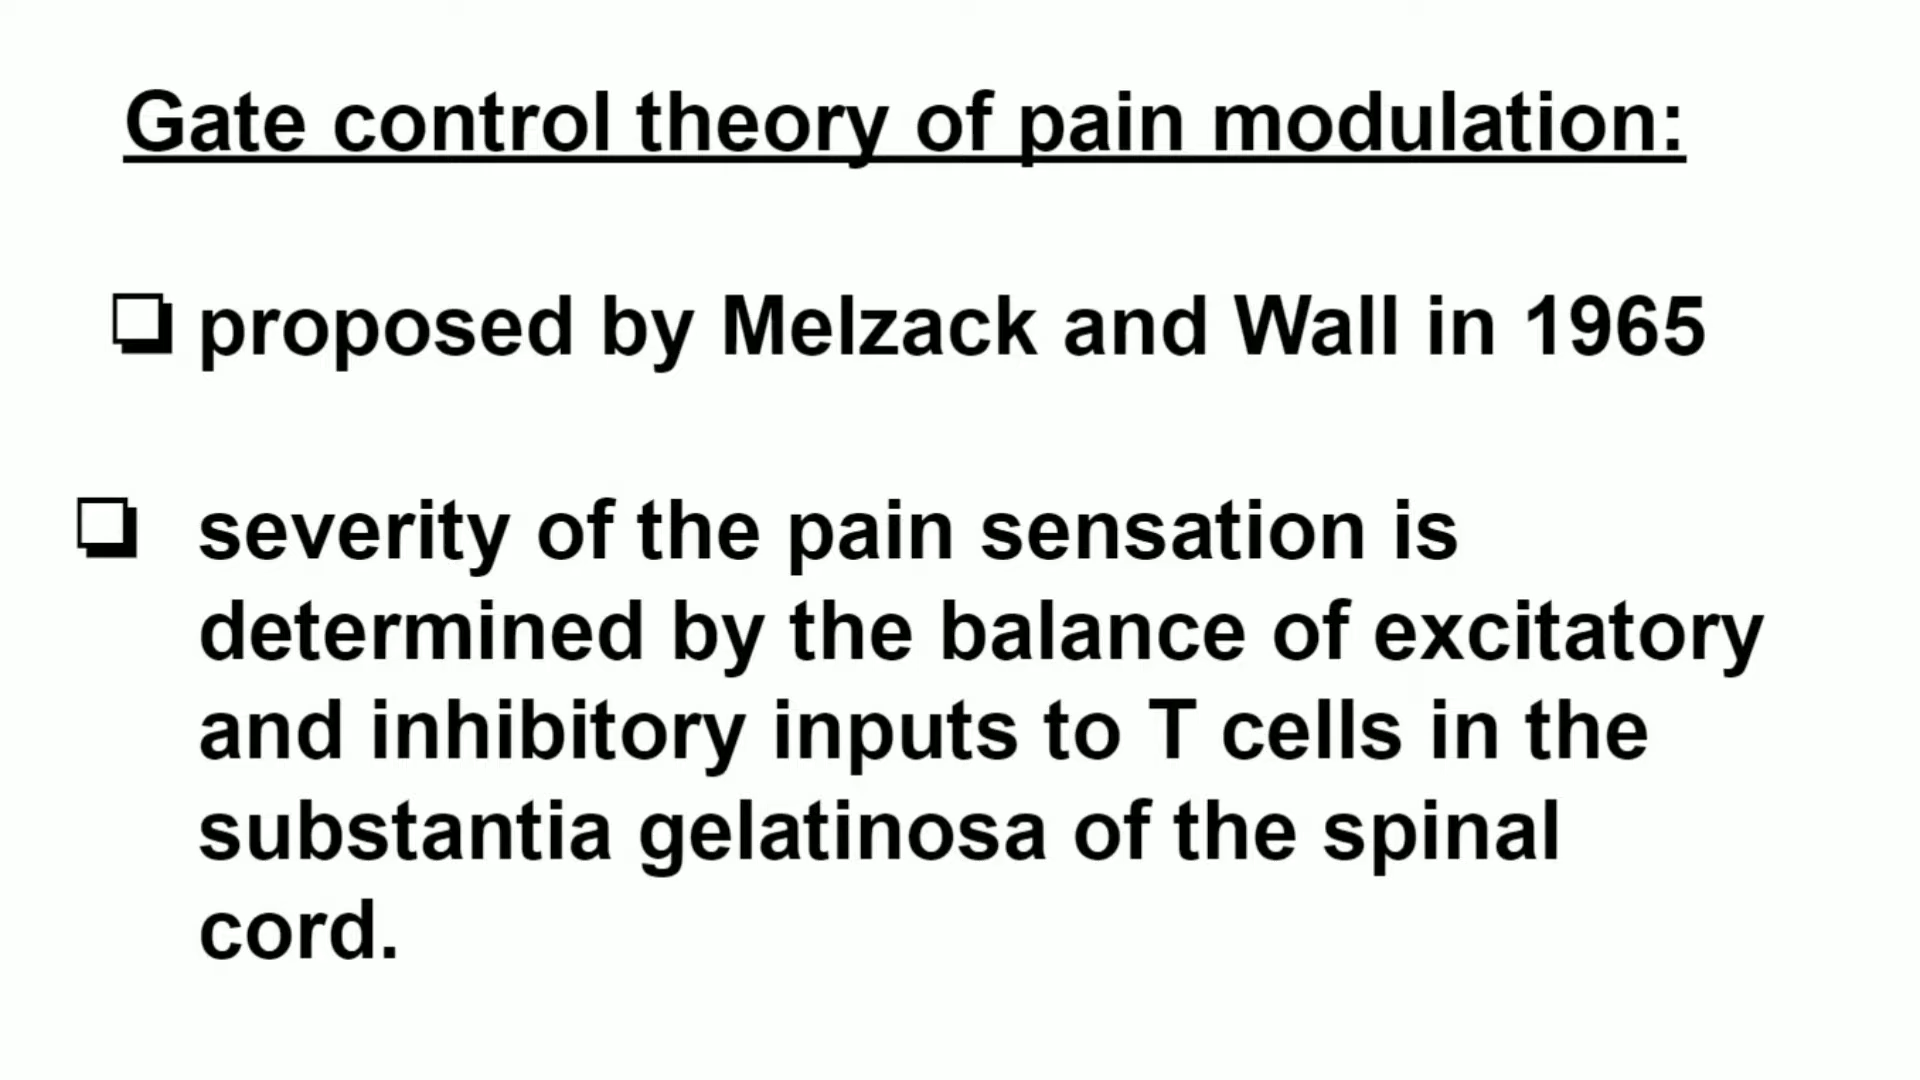 Gate control theory of pain modulation:
❏ proposed by Melzack and Wall in 1965
❏ severity of the pain sensation is
determined by the balance of excitatory
and inhibitory inputs to T cells in the
substantia gelatinosa of the spinal
cord.